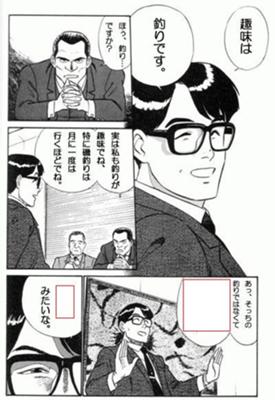 趣味は
釣りです。
ほう、釣り…
ですか？
実は私も釣りが
趣味でね、
特に磯釣りは
月に一度は
行くほどでね。
あっ、そっちの
釣りではなくて
みたいな。